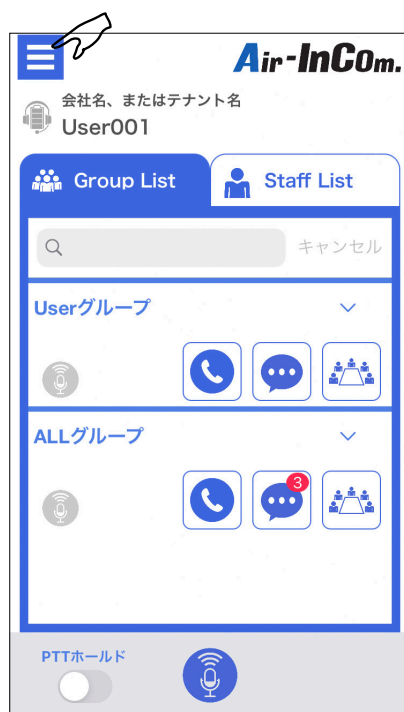 Air-InCom.
会社名、またはテナント名
User001
Group List
Staff List
キャンセル
Userグループ
ALLグループ
3
PTTホールド